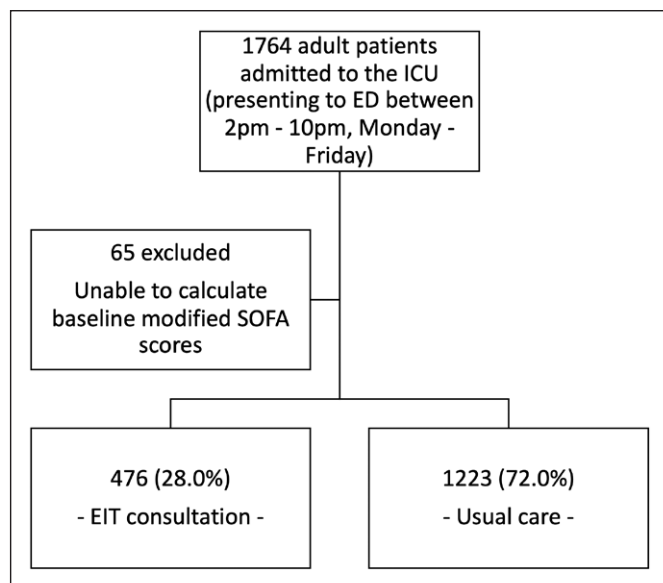 1764 adult patients
admitted to the ICU
(presenting to ED between
2pm - 10pm, Monday -
Friday)
65 excluded
Unable to calculate
baseline modified SOFA
scores
476 (28.0%)
- EIT consultation -
1223 (72.0%)
- Usual care -